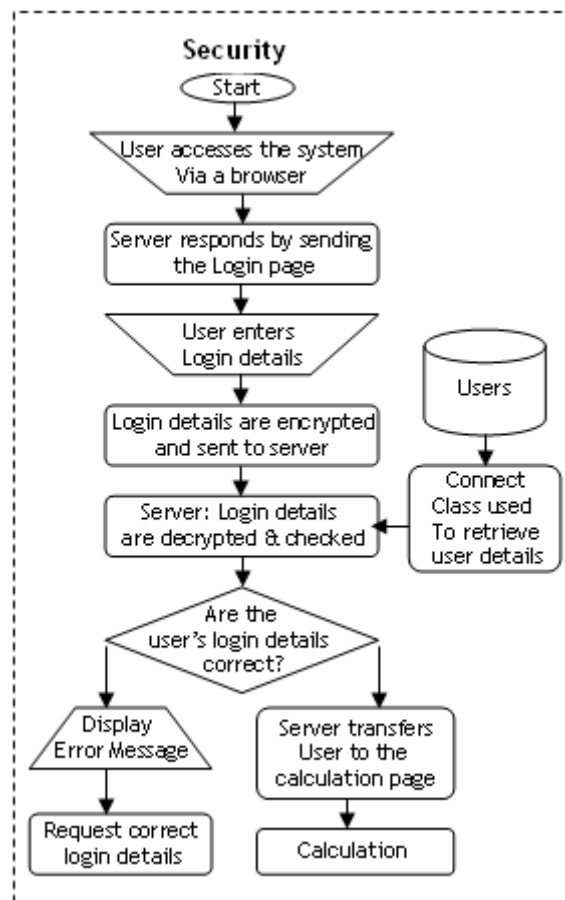 Security
Start
User accesses the system
Via a browser
Server responds by sending
the Login page
User enters
Login details
Users
Login details are encrypted
and sent to server
Connect
Class used
To retrieve
user details
Server: Login details
are decrypted & checked
Are the
user's login details
correct?
Display
Error Message
Server transfers
User to the
calculation page
Request correct
login details
Calculation